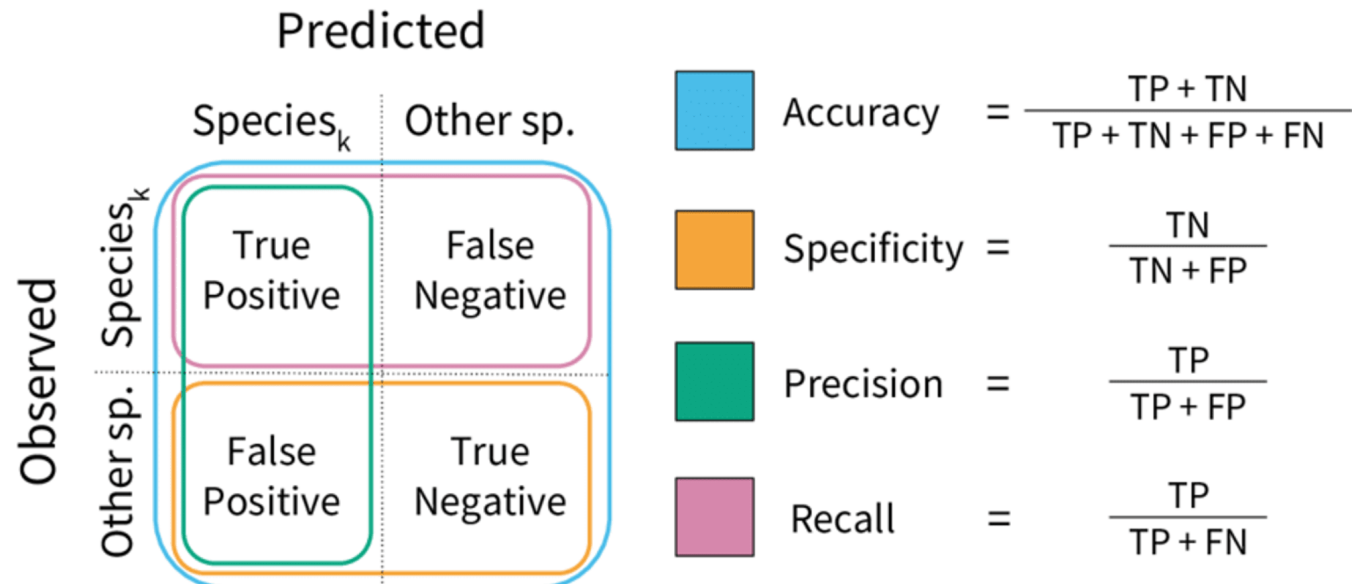 Predicted
Species_k
Other sp.
Observed
Species_k
Other sp.
True
Positive
False
Negative
False
Positive
True
Negative
Accuracy = TP + TN
TP + TN + FP + FN
Specificity = TN
TN + FP
Precision = TP
TP + FP
Recall = TP
TP + FN